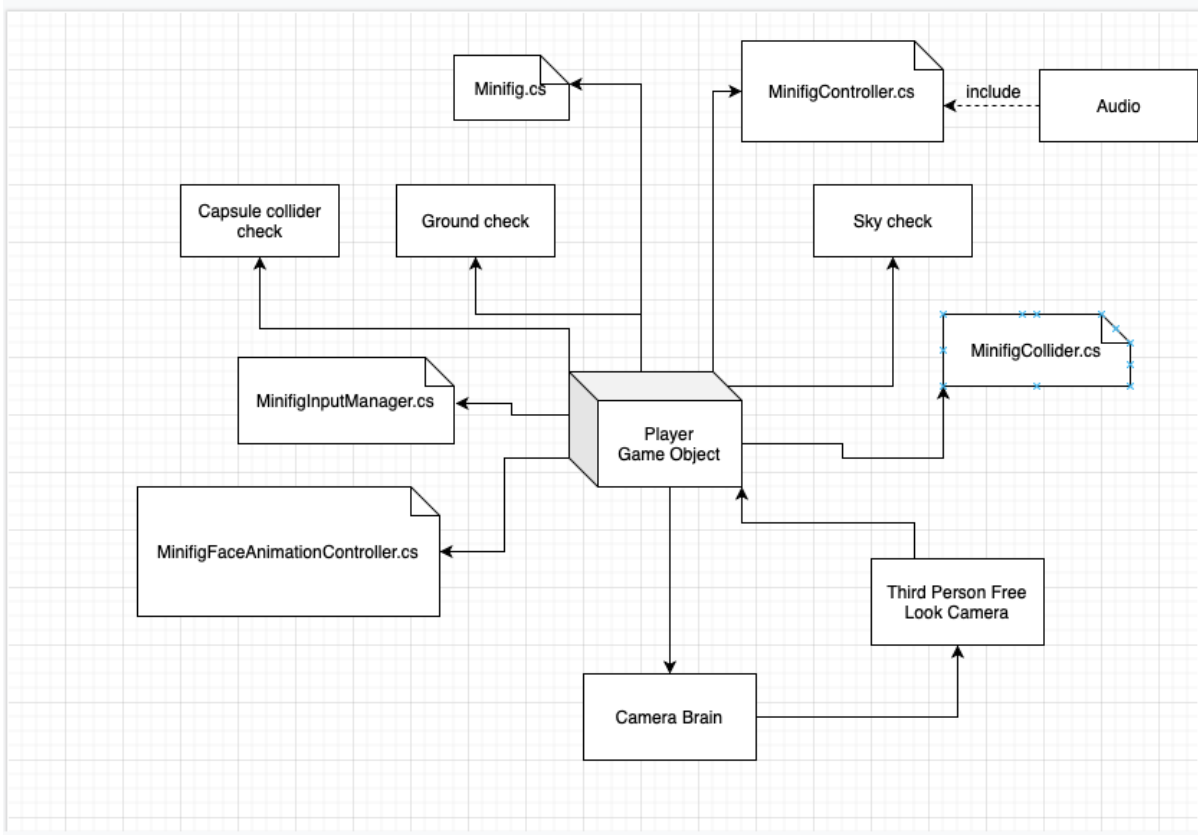 Minifig.cs
MinifigController.cs
include
Audio
Capsule collider
check
Ground check
Sky check
MinifigCollider.cs
MinifigInputManager.cs
Player
Game Object
MinifigFaceAnimationController.cs
Third Person Free
Look Camera
Camera Brain